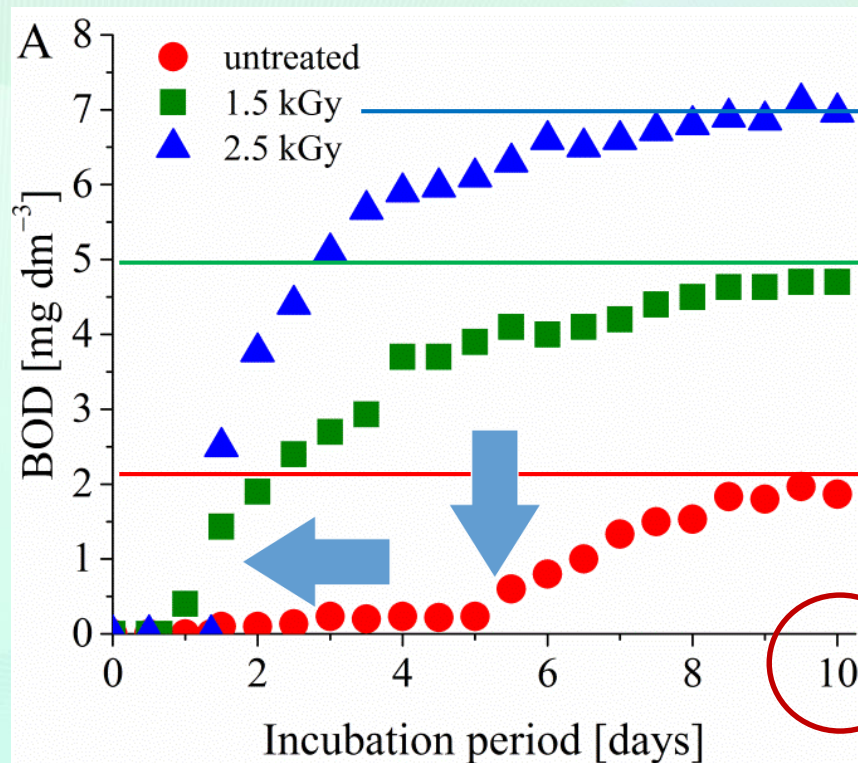 A
untreated
1.5 kGy
2.5 kGy
8
7
6
5
4
3
2
1
0
BOD [mg dm⁻³]
0 2 4 6 8 10
Incubation period [days]